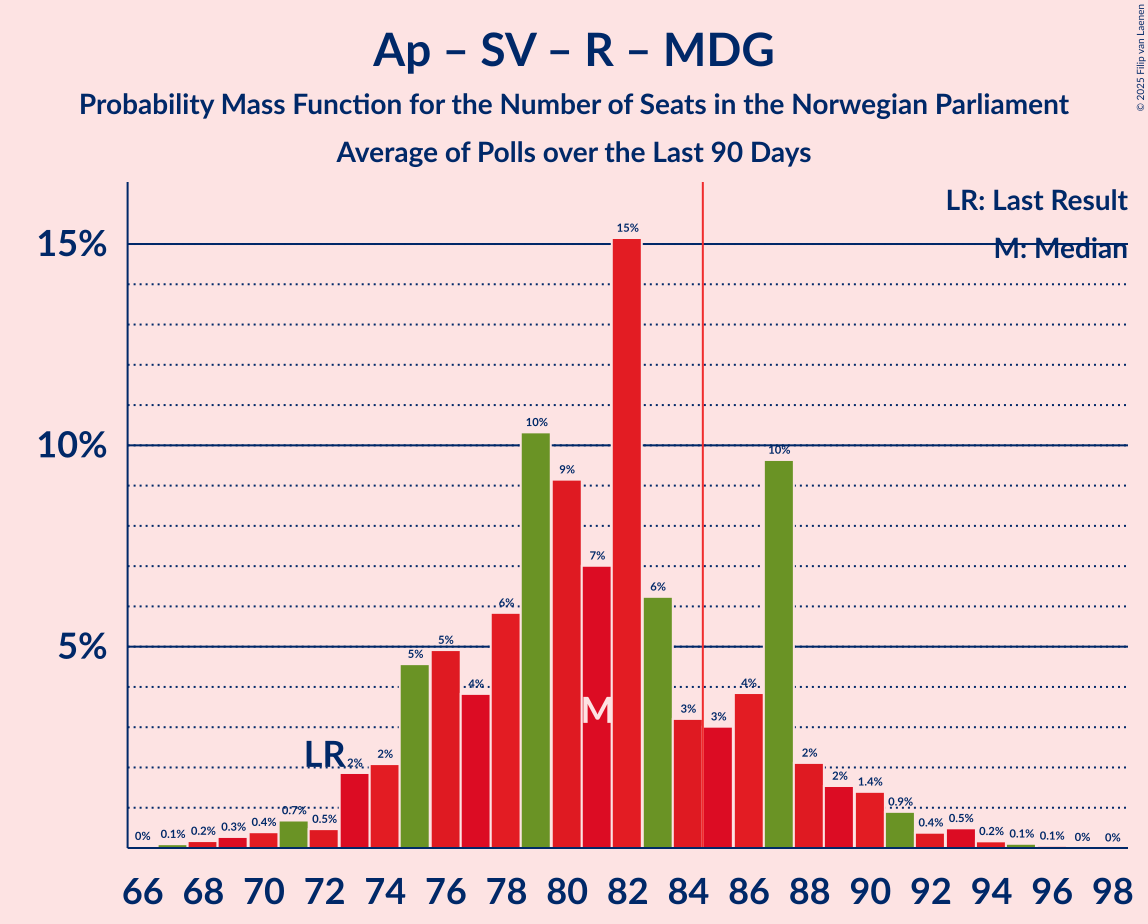 Ap – SV – R – MDG
Probability Mass Function for the Number of Seats in the Norwegian Parliament
Average of Polls over the Last 90 Days
© 2025 Filip van Laenen
LR: Last Result
M: Median
15%
10%
5%
0% 0.1% 0.2% 0.3% 0.4% 0.7% 0.5% 2% 2% 5% 5% 4% 6% 10% 9% 7% 15% 6% 3% 3% 4% 10% 2% 2% 1.4% 0.9% 0.4% 0.5% 0.2% 0.1% 0.1% 0% 0%
LR
M
66 68 70 72 74 76 78 80 82 84 86 88 90 92 94 96 98